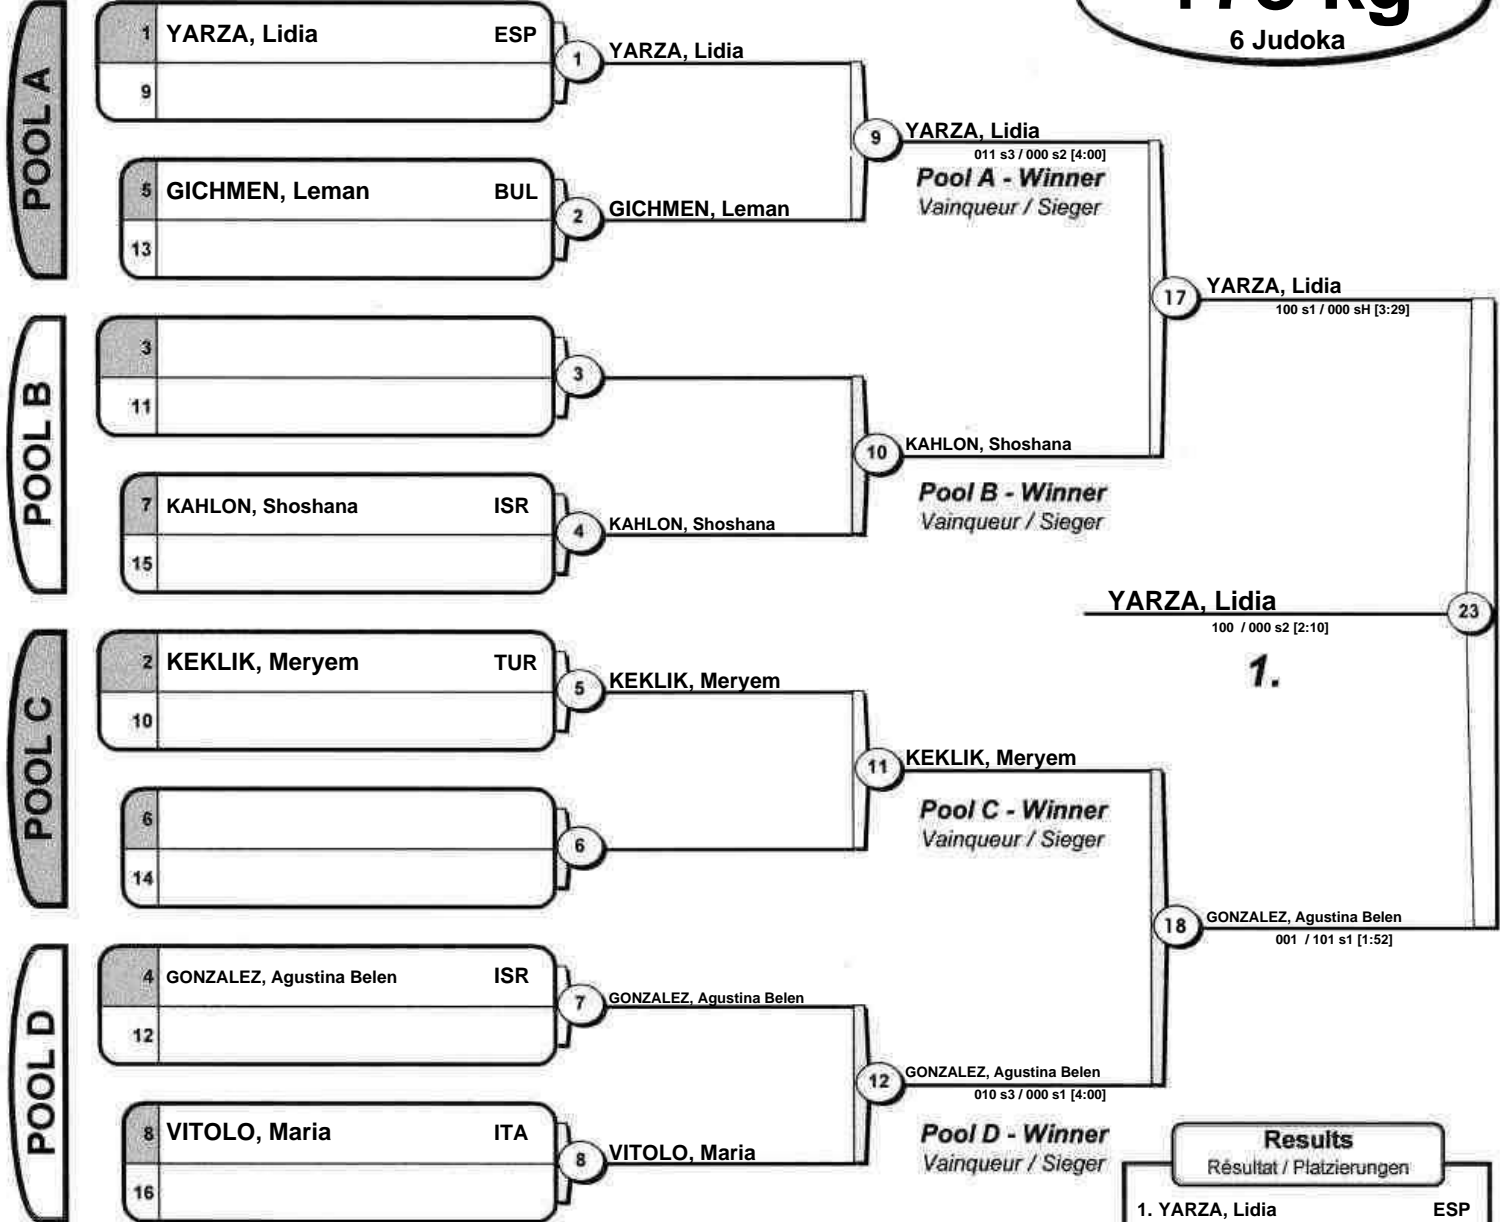 +78 kg
6 Judoka
POOL A
1 YARZA, Lidia ESP
9
1
YARZA, Lidia
5 GICHMEN, Leman BUL
13
2
GICHMEN, Leman
9
YARZA, Lidia
011 s3 / 000 s2 [4:00]
Pool A - Winner
Vainqueur / Sieger
POOL B
3
11
3
7 KAHLON, Shoshana ISR
15
4
KAHLON, Shoshana
10
KAHLON, Shoshana
Pool B - Winner
Vainqueur / Sieger
17
YARZA, Lidia
100 s1 / 000 sH [3:29]
POOL C
2 KEKLIK, Meryem TUR
10
5
KEKLIK, Meryem
6
14
6
11
KEKLIK, Meryem
Pool C - Winner
Vainqueur / Sieger
POOL D
4 GONZALEZ, Agustina Belen ISR
12
7
GONZALEZ, Agustina Belen
8 VITOLO, Maria ITA
16
8
VITOLO, Maria
12
GONZALEZ, Agustina Belen
010 s3 / 000 s1 [4:00]
Pool D - Winner
Vainqueur / Sieger
18
GONZALEZ, Agustina Belen
001 / 101 s1 [1:52]
23
YARZA, Lidia
100 / 000 s2 [2:10]
1.
Results
Résultat / Platzierungen
1. YARZA, Lidia ESP